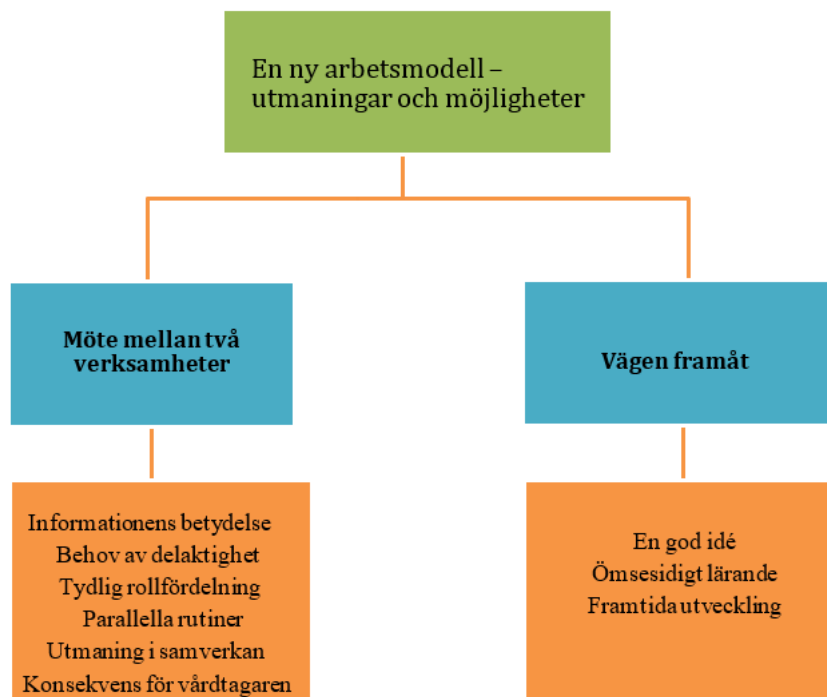 En ny arbetsmodell –
utmaningar och möjligheter
Möte mellan två
verksamheter
Informationens betydelse
Behov av delaktighet
Tydlig rollfördelning
Parallella rutiner
Utmaning i samverkan
Konsekvens för vårdtagaren
Vägen framåt
En god idé
Ömsesidigt lärande
Framtida utveckling